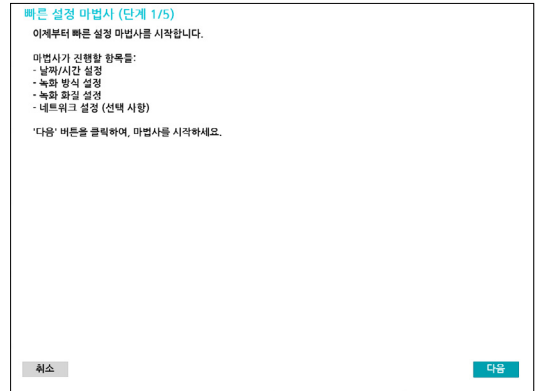 빠른 설정 마법사 (단계 1/5)
이제부터 빠른 설정 마법사를 시작합니다.
마법사가 진행할 항목들:
- 날짜/시간 설정
- 녹화 방식 설정
- 녹화 화질 설정
- 네트워크 설정 (선택 사항)
'다음' 버튼을 클릭하여, 마법사를 시작하세요.
취소
다음